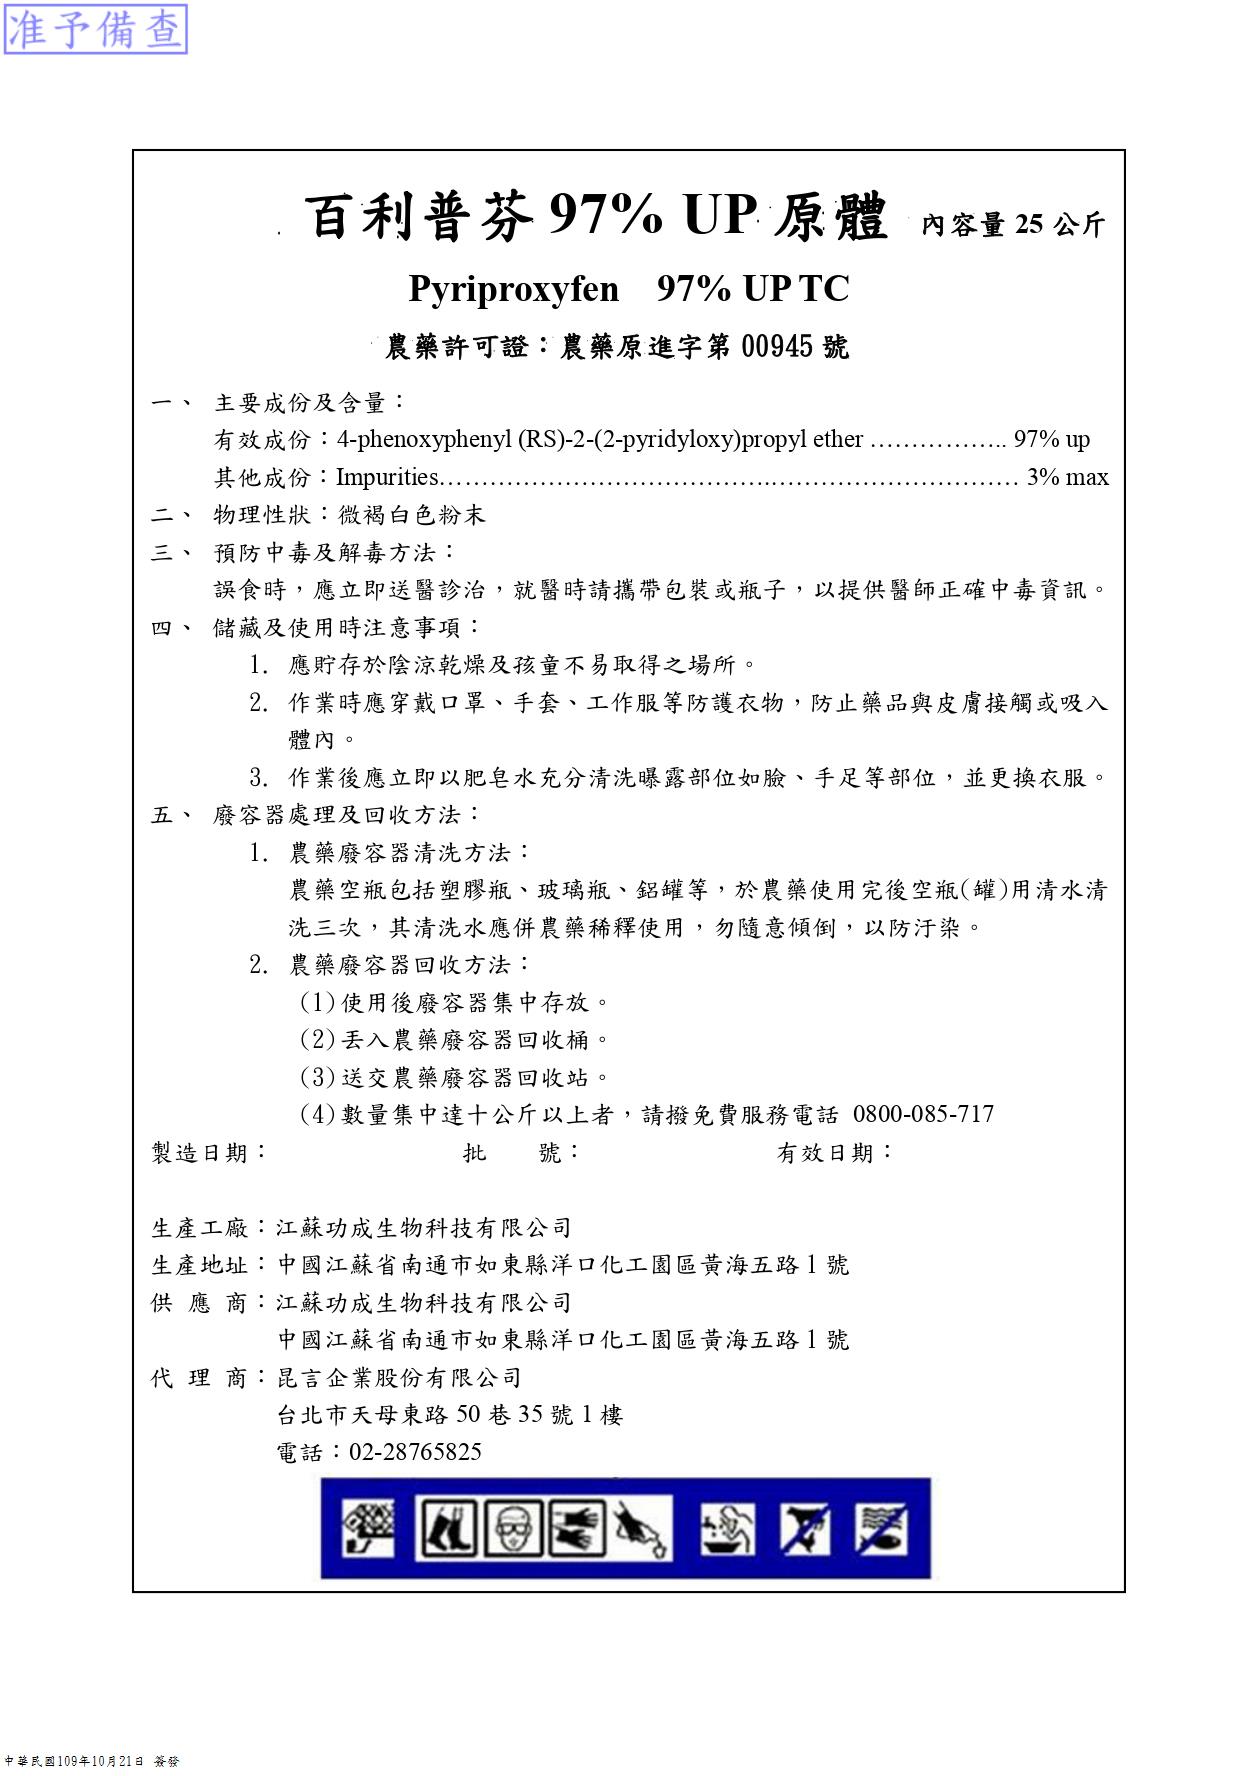 准予備查
百利普芬 97% UP 原體 內容量 25 公斤
Pyriproxyfen 97% UP TC
農藥許可證：農藥原進字第 00945 號
一、 主要成份及含量：
有效成份：4-phenoxyphenyl (RS)-2-(2-pyridyloxy)propyl ether …………….. 97% up
其他成份：Impurities………………………………….………………………… 3% max
二、 物理性狀：微褐白色粉末
三、 預防中毒及解毒方法：
誤食時，應立即送醫診治，就醫時請攜帶包裝或瓶子，以提供醫師正確中毒資訊。
四、 儲藏及使用時注意事項：
1. 應貯存於陰涼乾燥及孩童不易取得之場所。
2. 作業時應穿戴口罩、手套、工作服等防護衣物，防止藥品與皮膚接觸或吸入
體內。
3. 作業後應立即以肥皂水充分清洗曝露部位如臉、手足等部位，並更換衣服。
五、 廢容器處理及回收方法：
1. 農藥廢容器清洗方法：
農藥空瓶包括塑膠瓶、玻璃瓶、鋁罐等，於農藥使用完後空瓶(罐)用清水清
洗三次，其清洗水應併農藥稀釋使用，勿隨意傾倒，以防汙染。
2. 農藥廢容器回收方法：
(1)使用後廢容器集中存放。
(2)丟入農藥廢容器回收桶。
(3)送交農藥廢容器回收站。
(4)數量集中達十公斤以上者，請撥免費服務電話 0800-085-717
製造日期： 批 號： 有效日期：
生產工廠：江蘇功成生物科技有限公司
生產地址：中國江蘇省南通市如東縣洋口化工園區黃海五路 1 號
供 應 商：江蘇功成生物科技有限公司
中國江蘇省南通市如東縣洋口化工園區黃海五路 1 號
代 理 商：昆言企業股份有限公司
台北市天母東路 50 巷 35 號 1 樓
電話：02-28765825
中華民國109年10月21日 簽發